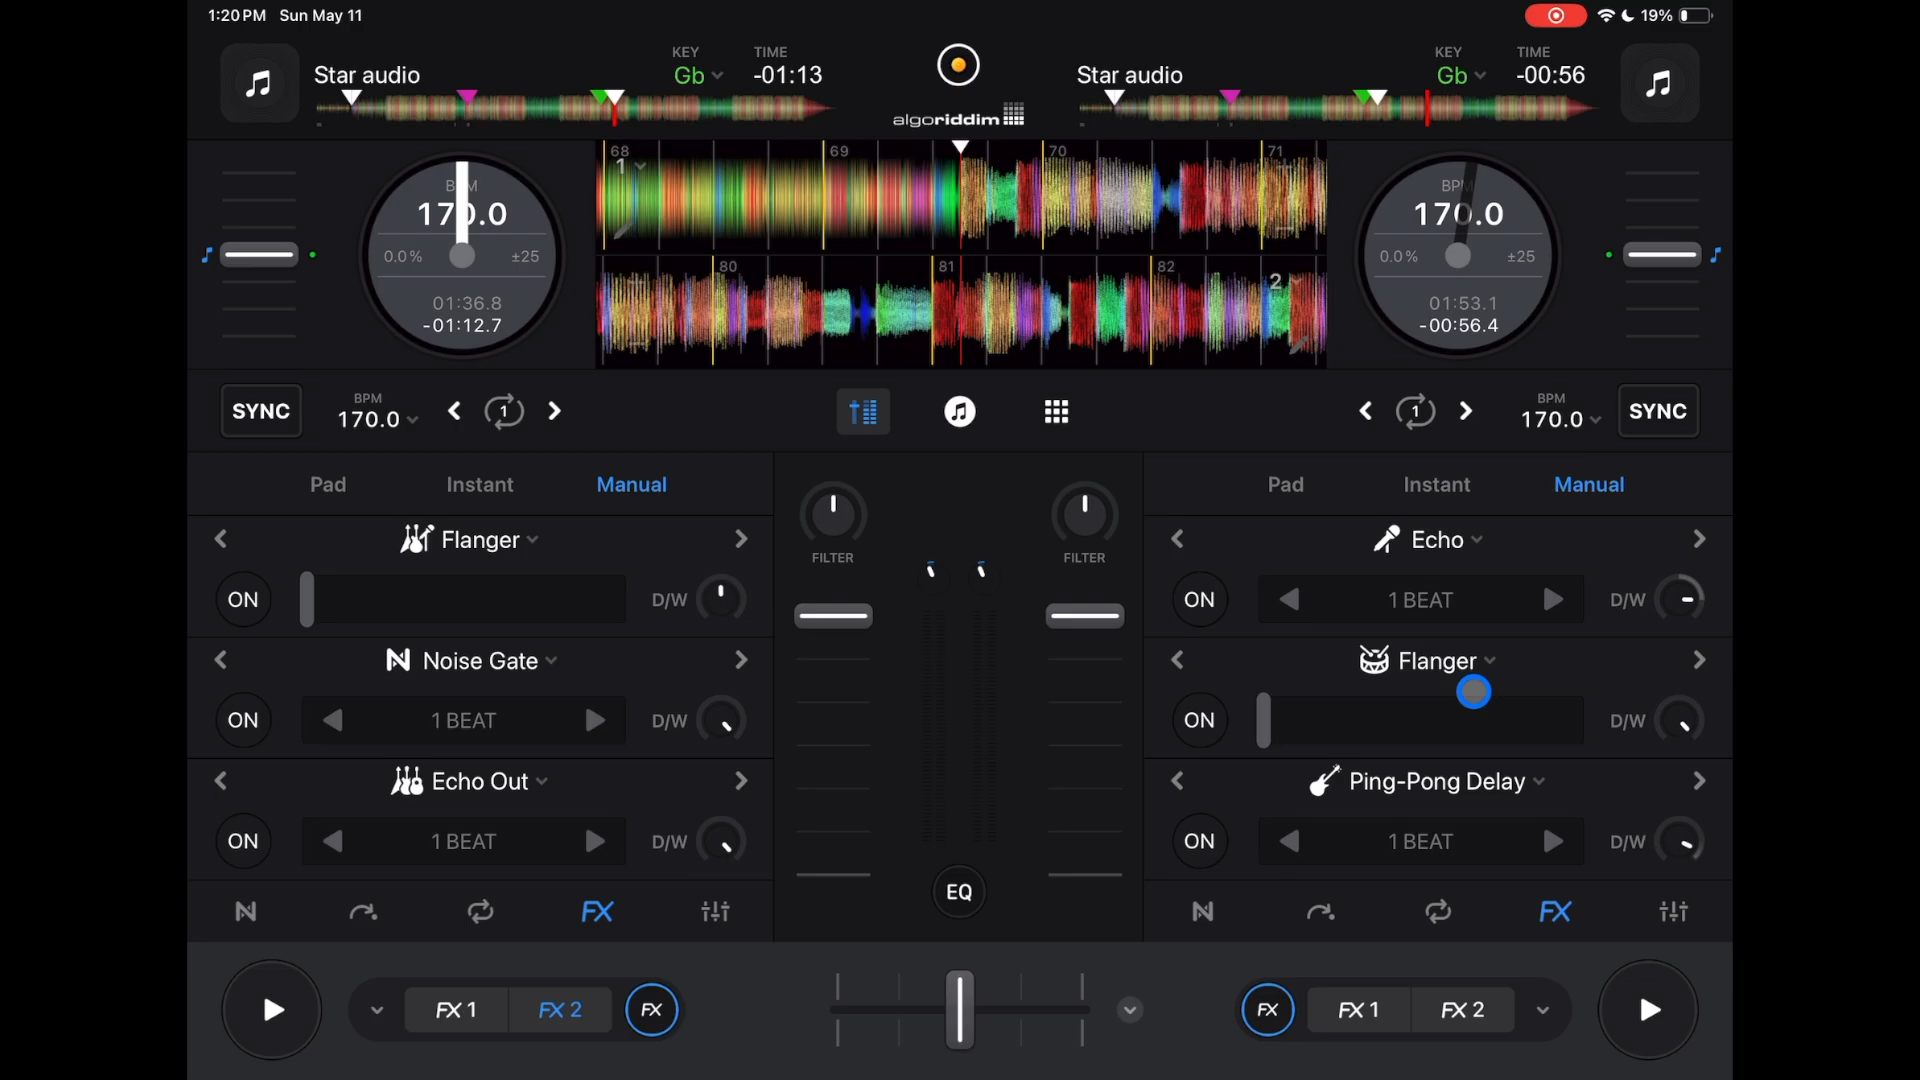 1:20 PM Sun May 11
19%
Star audio
KEY
Gb
TIME
-01:13
algoriddim
Star audio
KEY
Gb
TIME
-00:56
BPM
170.0
0.0%
±25
01:36.8
-01:12.7
68
69
70
71
1
80
81
82
2
BPM
170.0
0.0%
±25
01:53.1
-00:56.4
SYNC
BPM
170.0
1
1
BPM
170.0
SYNC
Pad Instant Manual
Flanger
ON
D/W
Noise Gate
ON
1 BEAT
D/W
Echo Out
ON
1 BEAT
D/W
FX
FILTER
FILTER
EQ
Pad Instant Manual
Echo
ON
1 BEAT
D/W
Flanger
ON
D/W
Ping-Pong Delay
ON
1 BEAT
D/W
FX
FX 1
FX 2
FX
FX
FX 1
FX 2